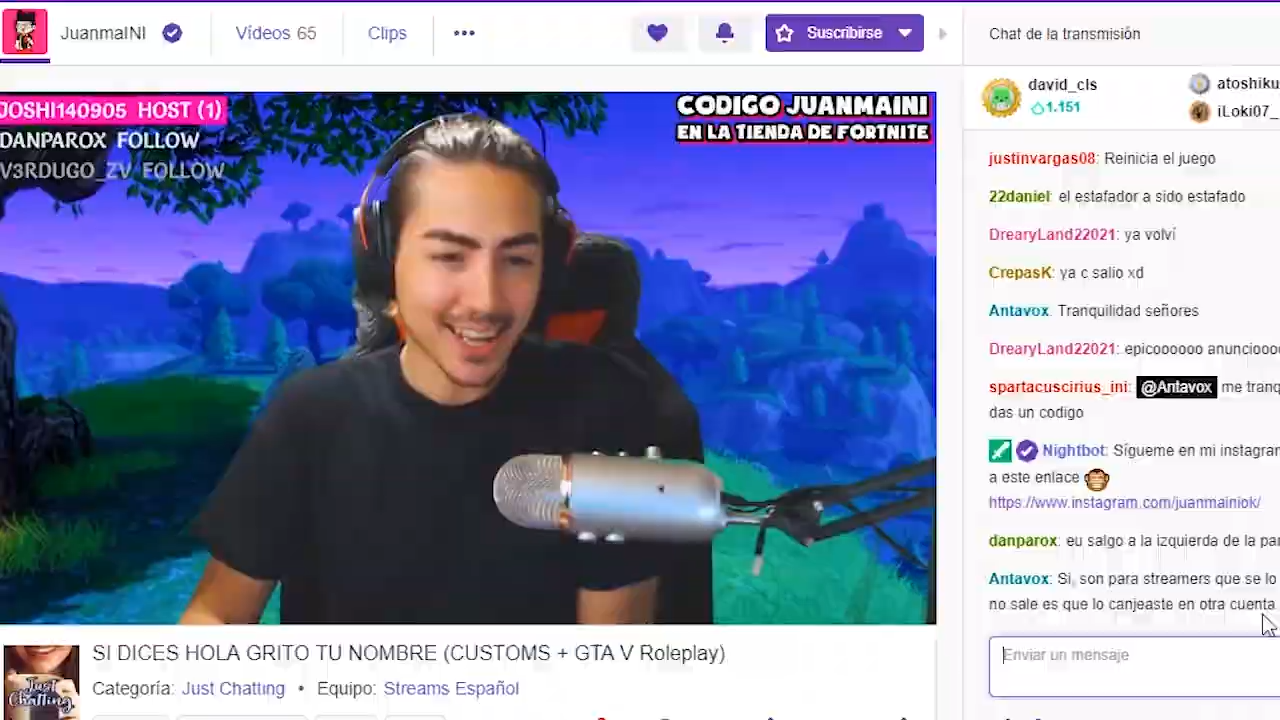 JuanmaINI
Vídeos 65
Clips
Suscribirse
Chat de la transmisión
JOSHI140905 HOST (1)
DANPAROX FOLLOW
V3RDUGO_ZV FOLLOW
CODIGO JUANMAINI
EN LA TIENDA DE FORTNITE
david_cls
1.151
atoshiku
iLoki07_
justinvargas08: Reinicia el juego
22daniel: el estafador a sido estafado
DrearyLand22021: ya volví
CrepasK: ya c salio xd
Antavox: Tranquilidad señores
DrearyLand22021: epicoooooo anuncioooo
spartacuscirius_ini: @Antavox me tranq
das un codigo
Nightbot: Sígueme en mi instagram
a este enlace
https://www.instagram.com/juanmainiok/
danparox: eu salgo a la izquierda de la pan
Antavox: Si, son para streamers que se lo
no sale es que lo canjeaste en otra cuenta
Enviar un mensaje
SI DICES HOLA GRITO TU NOMBRE (CUSTOMS + GTA V Roleplay)
Just
Chatting
Categoría: Just Chatting • Equipo: Streams Español